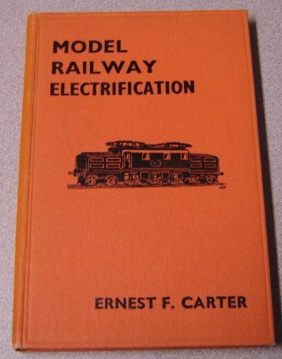 MODEL
RAILWAY
ELECTRIFICATION
ERNEST F. CARTER